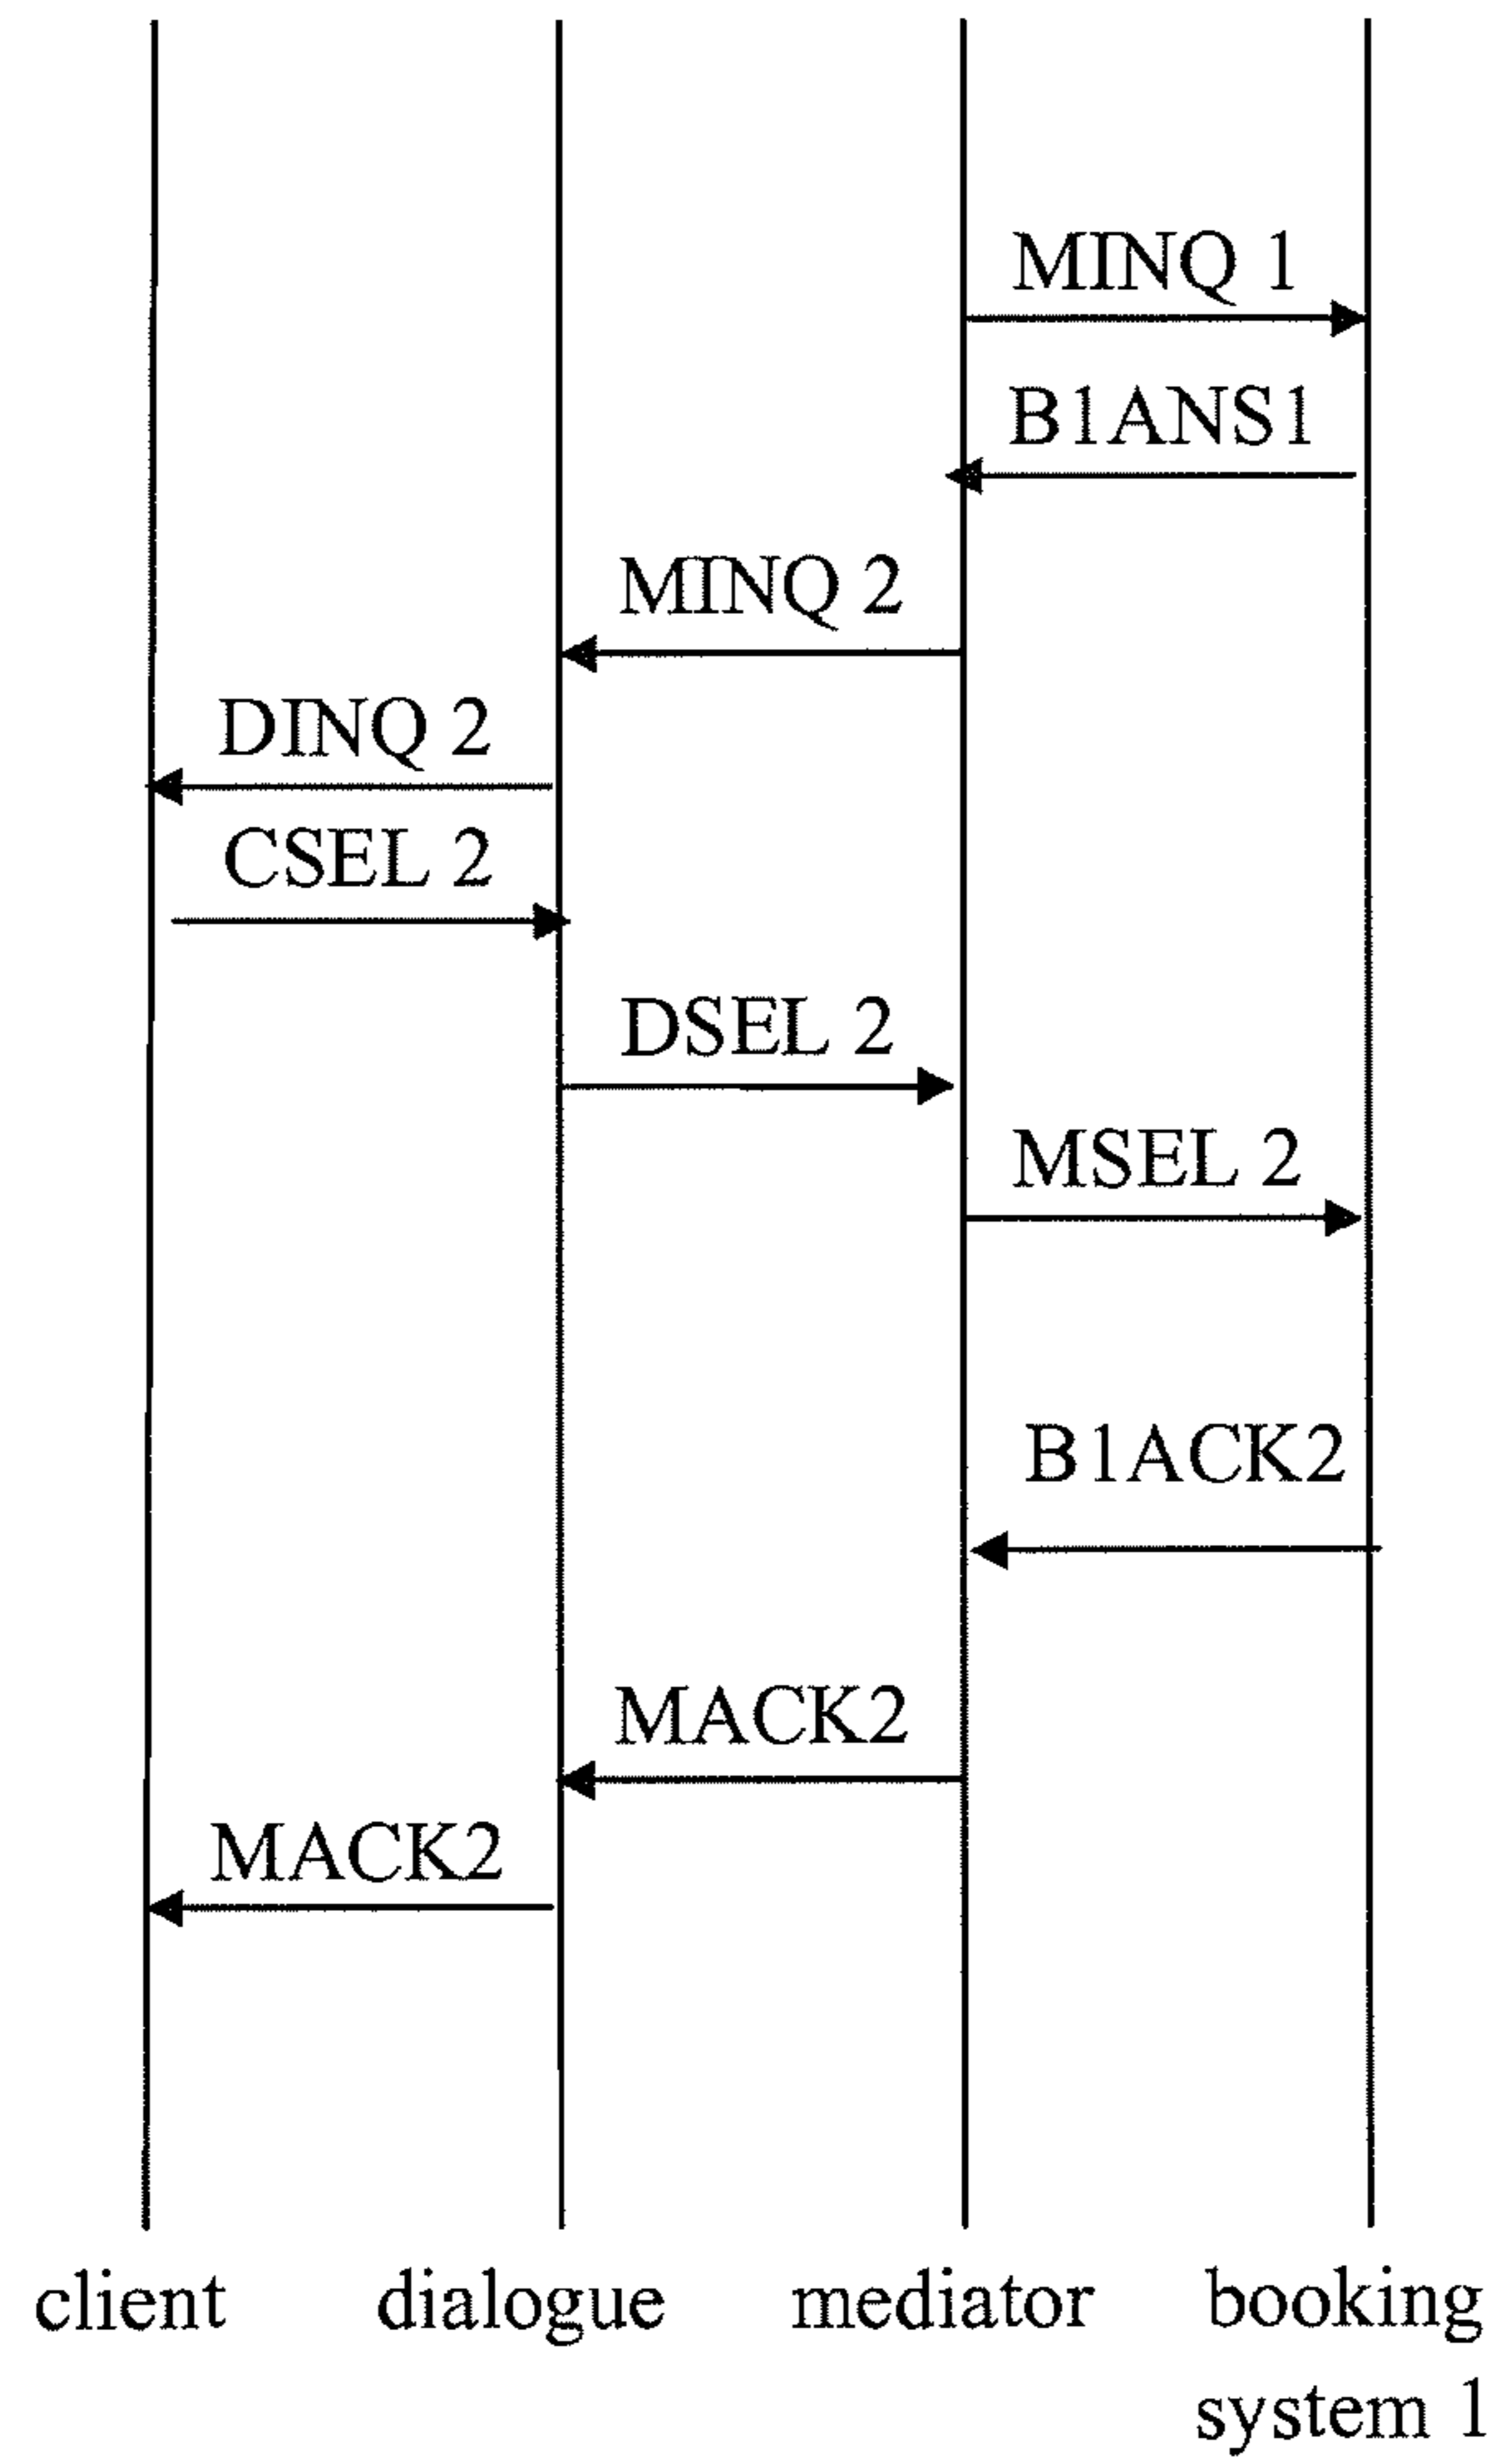 MINQ 1
B1ANS1
MINQ 2
DINQ 2
CSEL 2
DSEL 2
MSEL 2
B1ACK2
MACK2
MACK2
client dialogue mediator booking
system 1